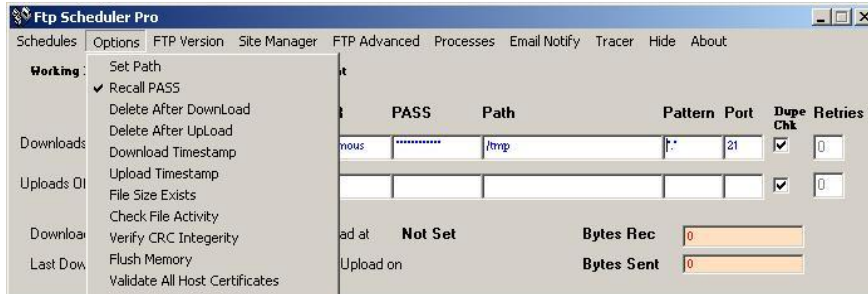 Ftp Scheduler Pro
Schedules Options FTP Version Site Manager FTP Advanced Processes Email Notify Tracer Hide About
Working
Set Path
Recall PASS
Delete After DownLoad
Delete After UpLoad
Download Timestamp
Upload Timestamp
File Size Exists
Check File Activity
Verify CRC Integerity
Flush Memory
Validate All Host Certificates
PASS Path Pattern Port Dupe Chk Retries
Downloads mous ************ /tmp *.* 21 0
Uploads 0
Downloa ad at Not Set Bytes Rec 0
Last Dow Upload on Bytes Sent 0